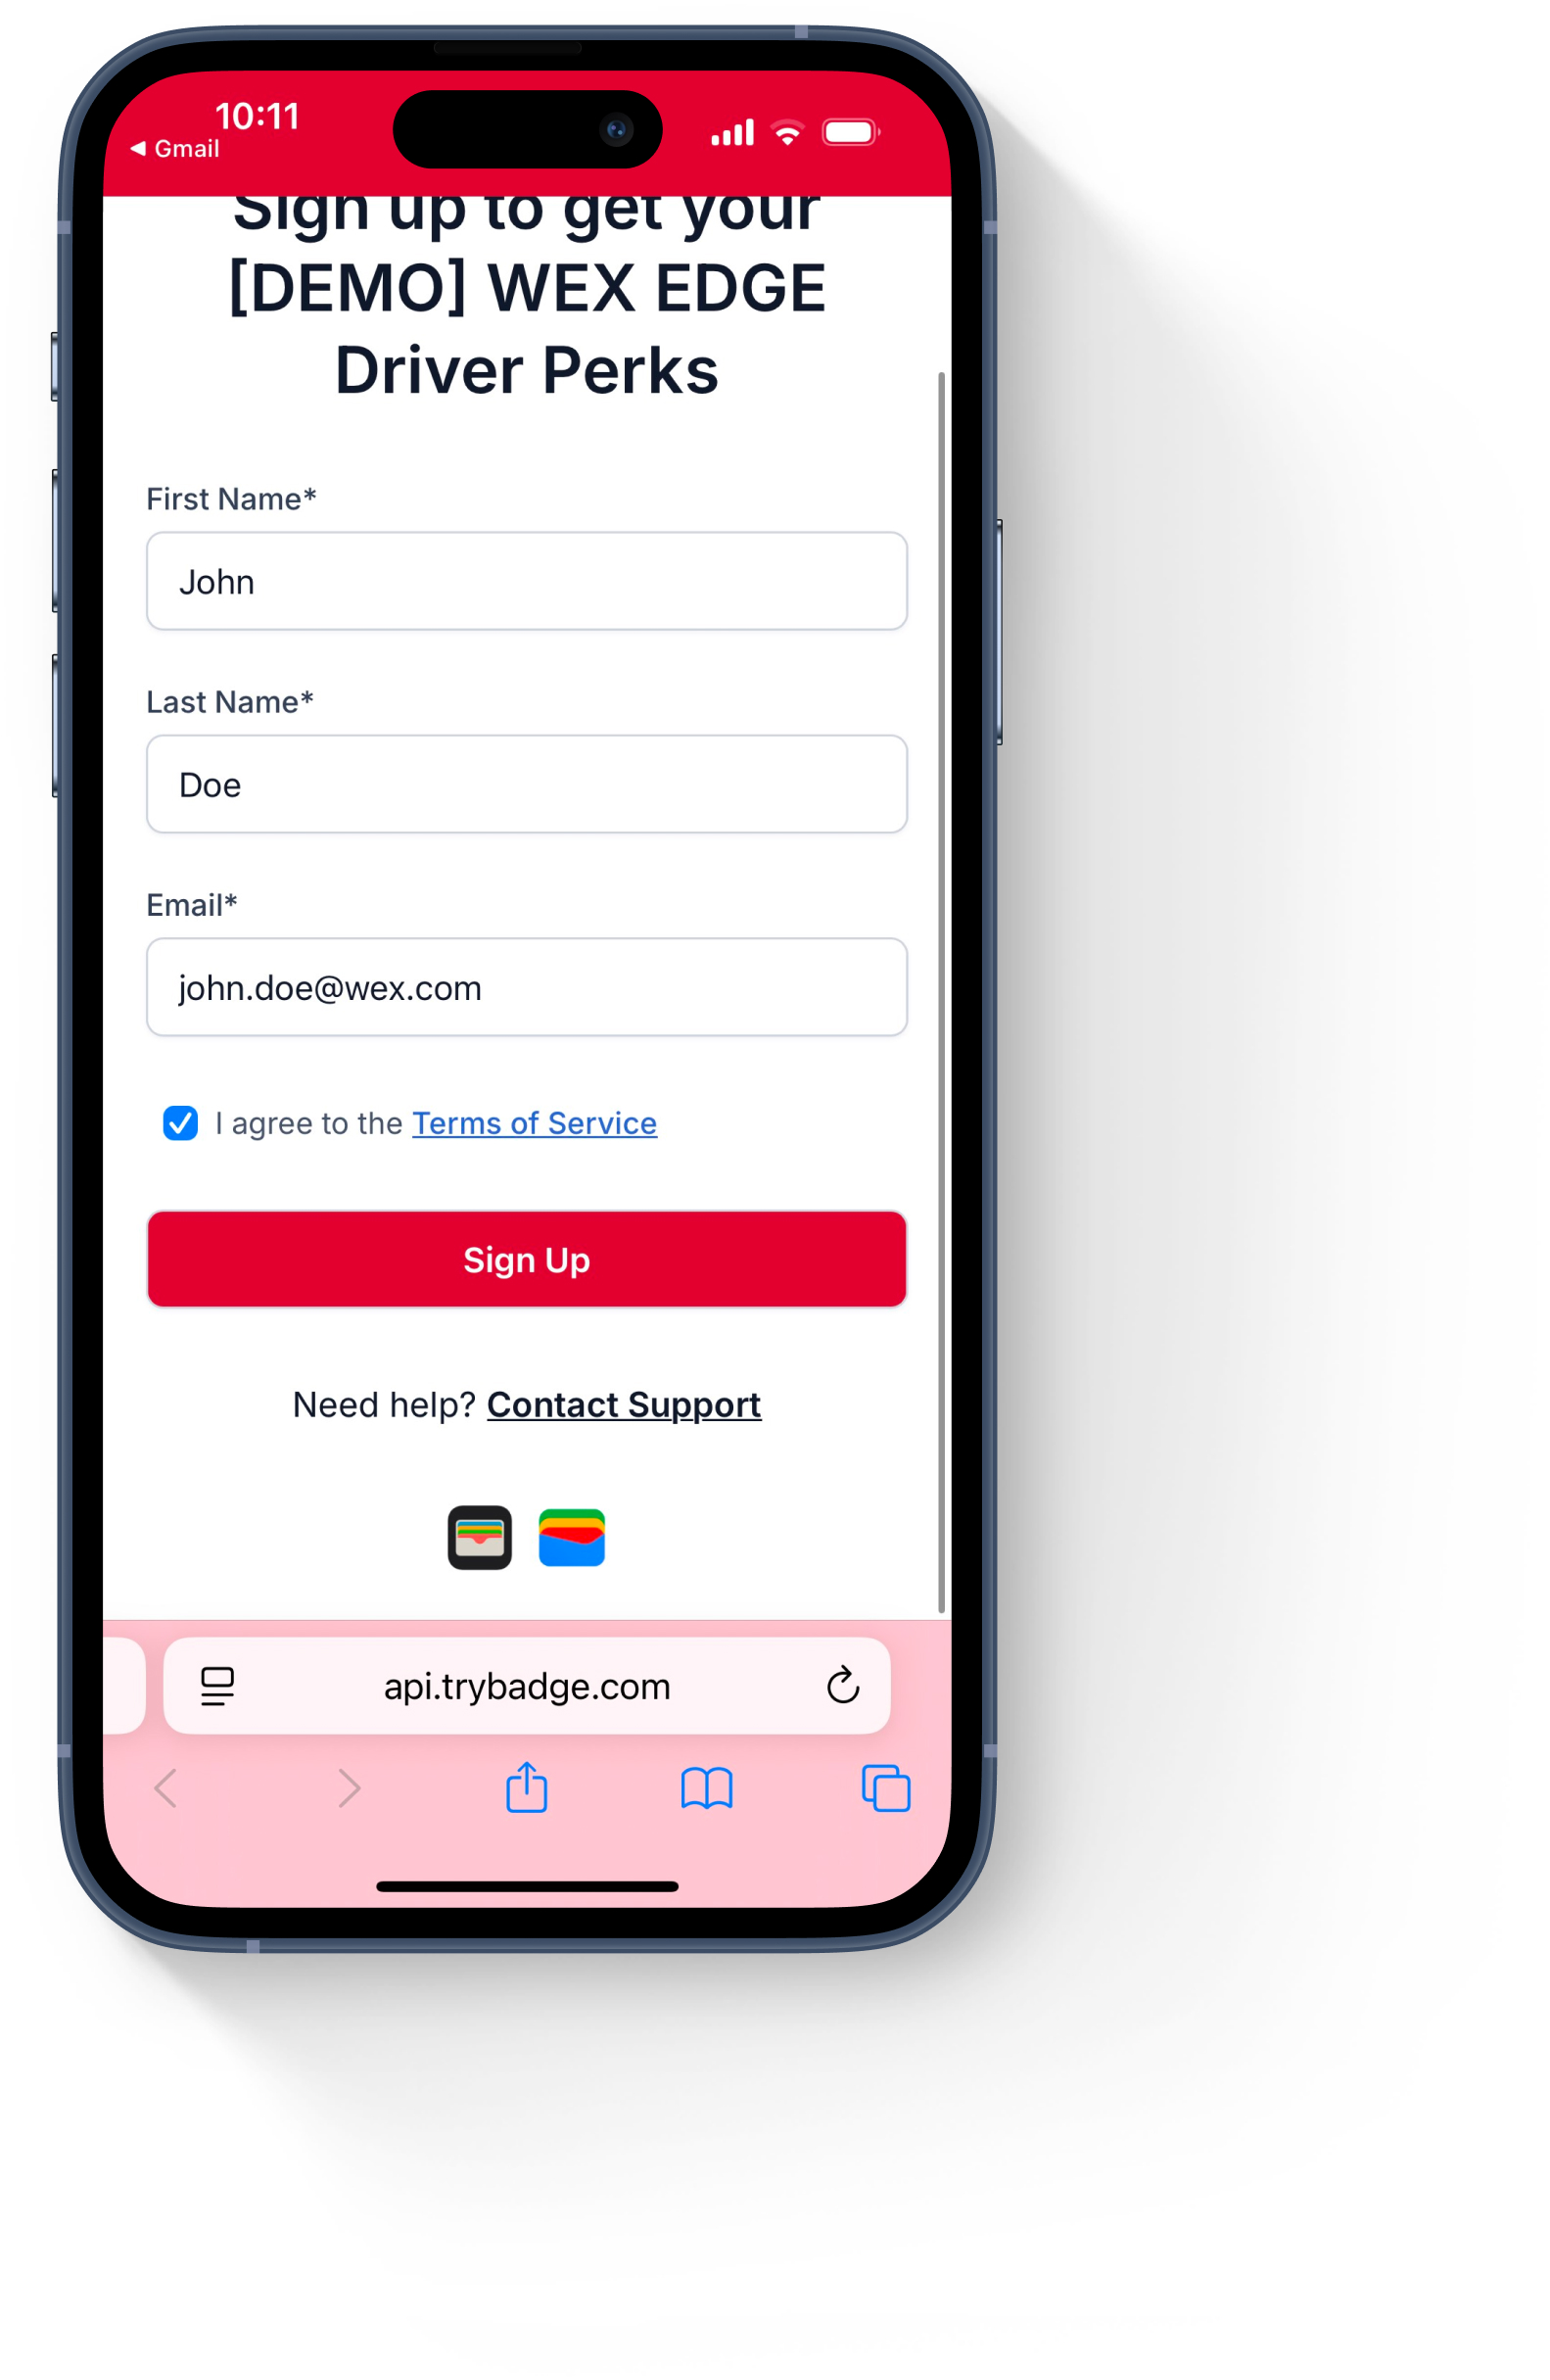 10:11
Gmail
Sign up to get your
[DEMO] WEX EDGE
Driver Perks
First Name*
John
Last Name*
Doe
Email*
john.doe@wex.com
I agree to the Terms of Service
Sign Up
Need help? Contact Support
api.trybadge.com